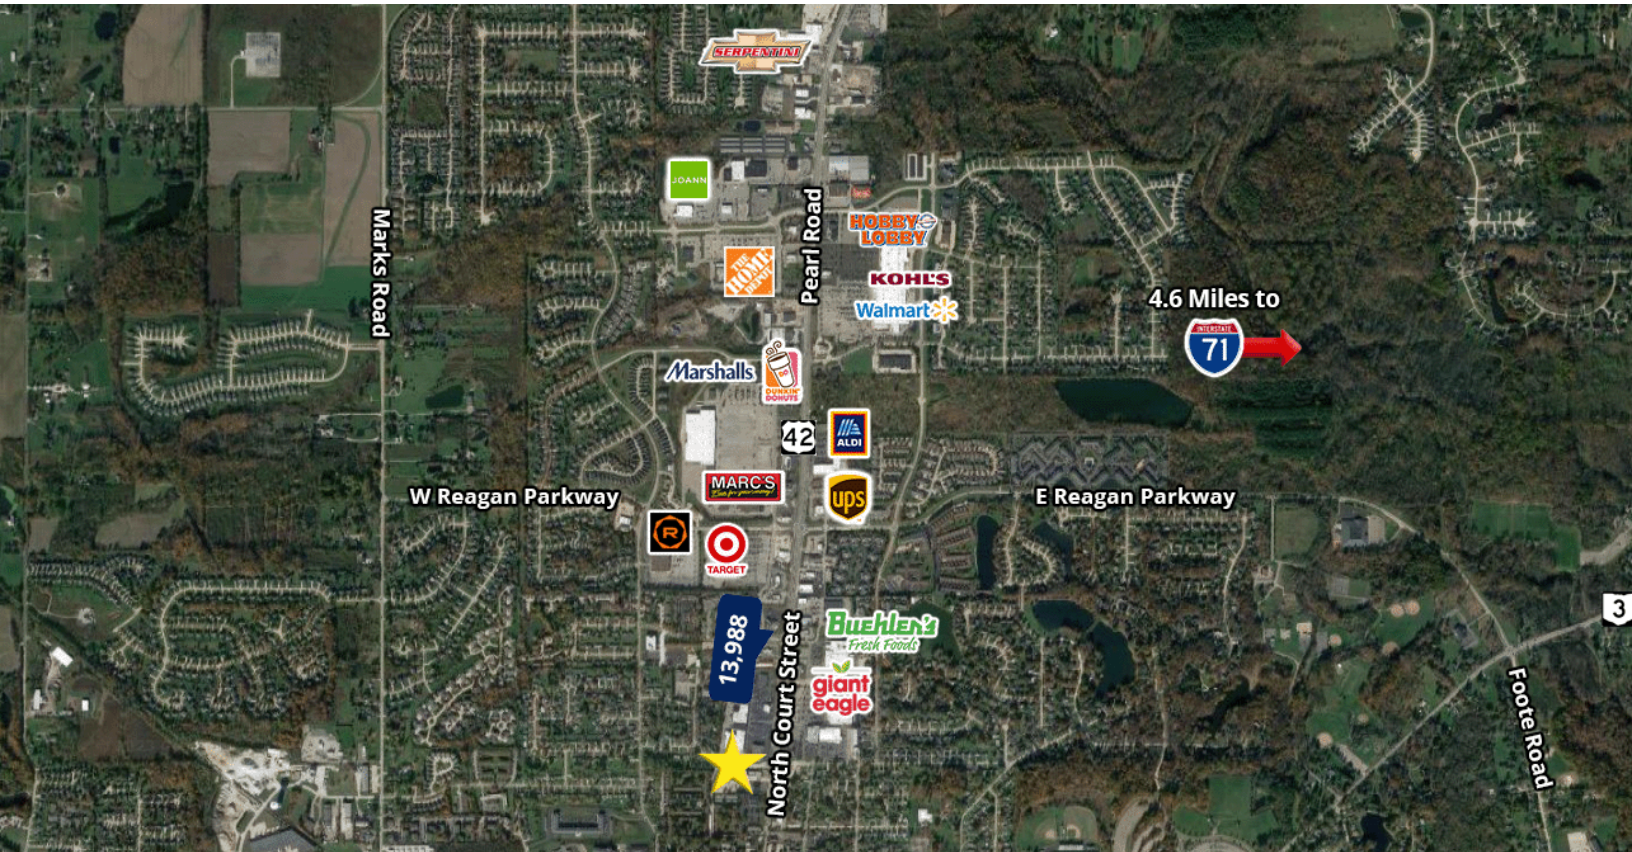 SERPENTINI
JOANN
Marks Road
Pearl Road
HOBBY
LOBBY
THE
HOME
DEPOT
KOHL'S
Walmart
4.6 Miles to
INTERSTATE
71
Marshalls
DUNKIN'
DONUTS
42
ALDI
MARC'S
ups
W Reagan Parkway
E Reagan Parkway
R
TARGET
13,988
North Court Street
Buehler's
Fresh Foods
giant
eagle
3
Foote Road